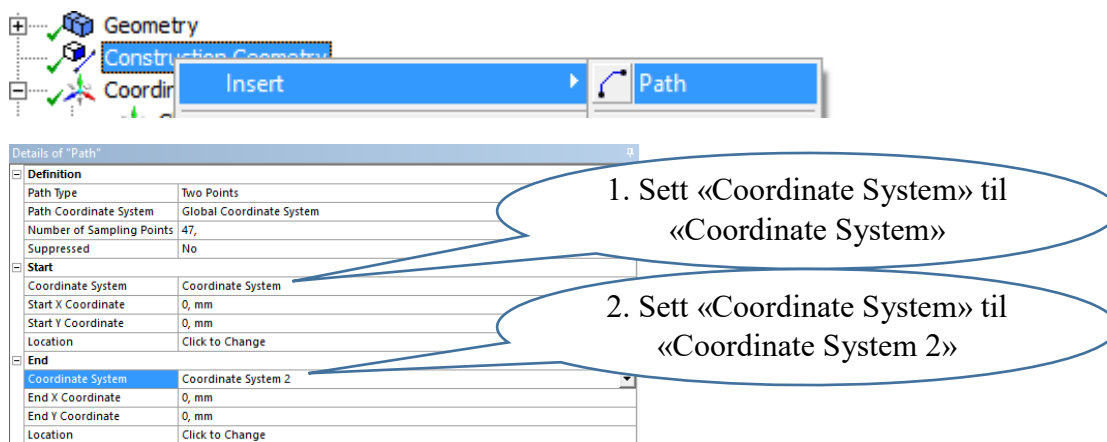 Geometry
Construction Geometry
Insert
Path
Coordin
Details of "Path"
Definition
Path Type Two Points
Path Coordinate System Global Coordinate System
Number of Sampling Points 47,
Suppressed No
Start
Coordinate System Coordinate System
Start X Coordinate 0, mm
Start Y Coordinate 0, mm
Location Click to Change
End
Coordinate System Coordinate System 2
End X Coordinate 0, mm
End Y Coordinate 0, mm
Location Click to Change
1. Sett «Coordinate System» til
«Coordinate System»
2. Sett «Coordinate System» til
«Coordinate System 2»